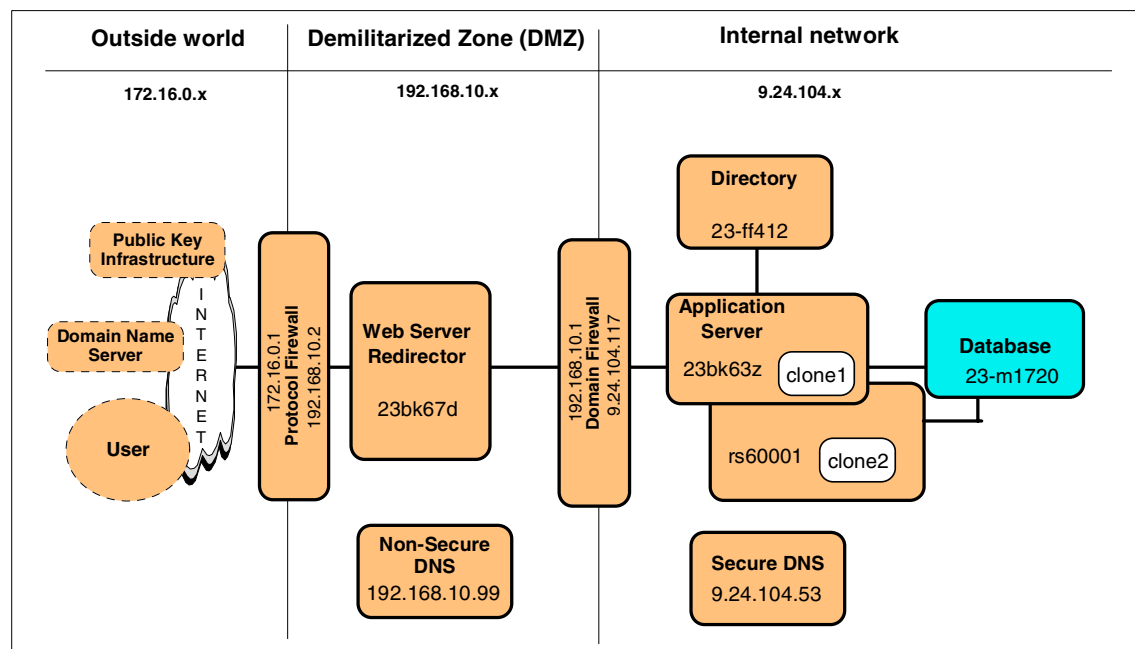 Outside world
Demilitarized Zone (DMZ)
Internal network
172.16.0.x
192.168.10.x
9.24.104.x
Public Key
Infrastructure
Domain Name
Server
User
INTERNET
172.16.0.1
Protocol Firewall
192.168.10.2
Web Server
Redirector
23bk67d
Non-Secure
DNS
192.168.10.99
192.168.10.1
Domain Firewall
9.24.104.117
Directory
23-ff412
Application
Server
23bk63z
clone1
rs60001
clone2
Database
23-m1720
Secure DNS
9.24.104.53